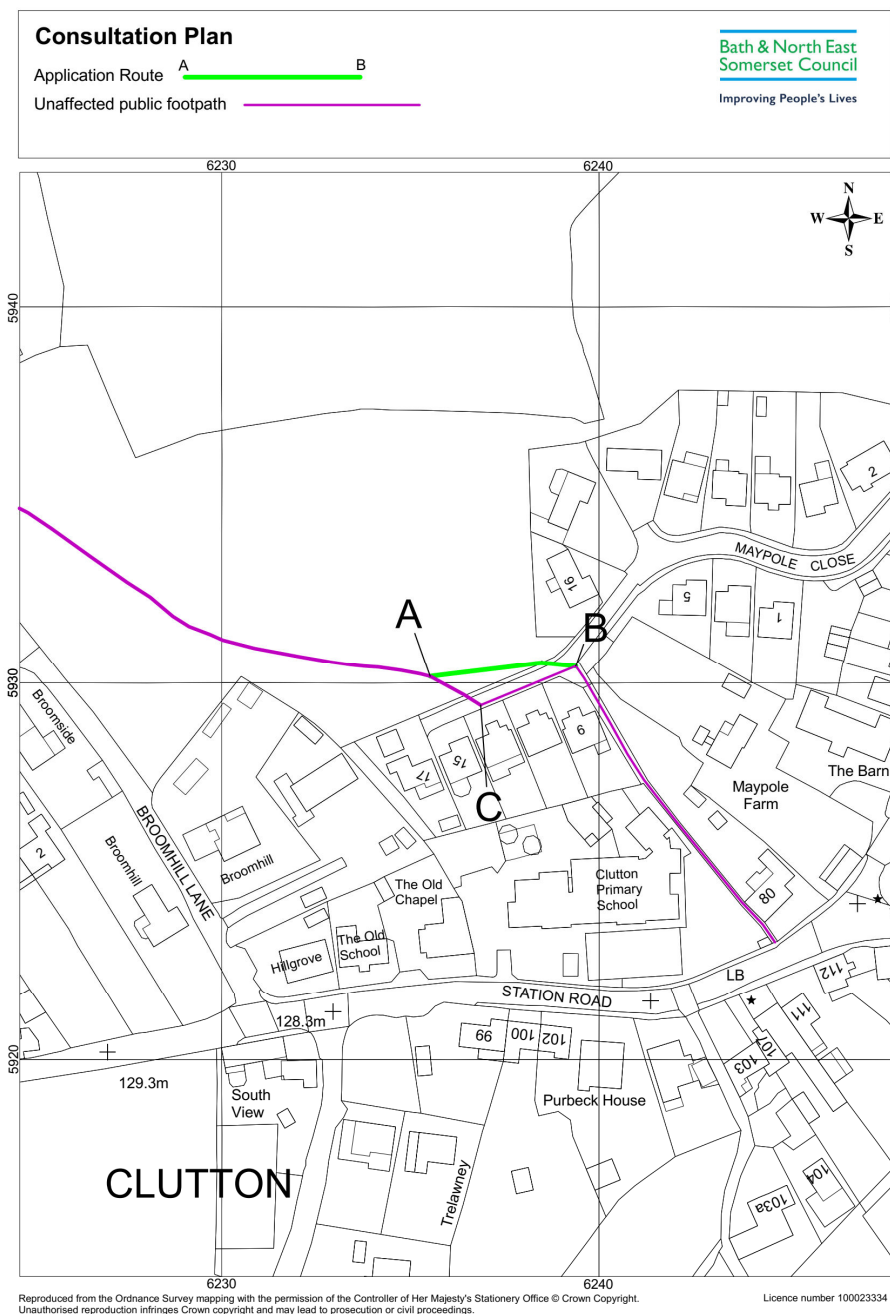 Consultation Plan
Application Route
A
B
Unaffected public footpath
Bath & North East
Somerset Council
Improving People's Lives
6230
6240
N
W
E
S
5940
2
MAYPOLE CLOSE
16
5
1
A
B
5930
Broomside
9
15
17
C
Maypole
Farm
The Barn
BROOMHILL LANE
2
Broomhill
Broomhill
The Old
Chapel
Clutton
Primary
School
80
The Old
School
Hillgrove
STATION ROAD
LB
112
128.3m
111
107
99
100
102
103
5920
129.3m
South
View
Purbeck House
CLUTTON
Trelawney
104
103a
6230
6240
Reproduced from the Ordnance Survey mapping with the permission of the Controller of Her Majesty's Stationery Office © Crown Copyright.
Unauthorised reproduction infringes Crown copyright and may lead to prosecution or civil proceedings.
Licence number 100023334